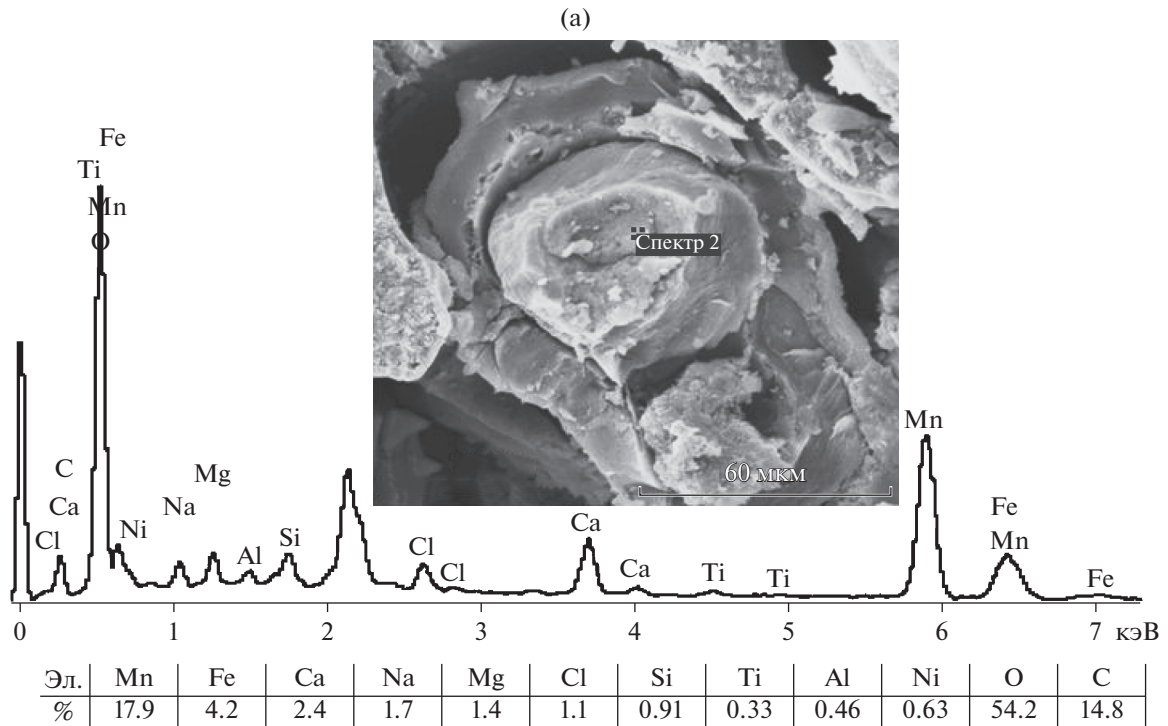 (a)
Fe
Ti
Mn
O
C
Ca
Cl
Ni
Na
Mg
Al
Si
Cl
Cl
Ca
Ca
Ti
Ti
Mn
Fe
Mn
Fe
Спектр 2
60 мкм
0 1 2 3 4 5 6 7 кэВ
Эл. Mn Fe Ca Na Mg Cl Si Ti Al Ni O C
% 17.9 4.2 2.4 1.7 1.4 1.1 0.91 0.33 0.46 0.63 54.2 14.8